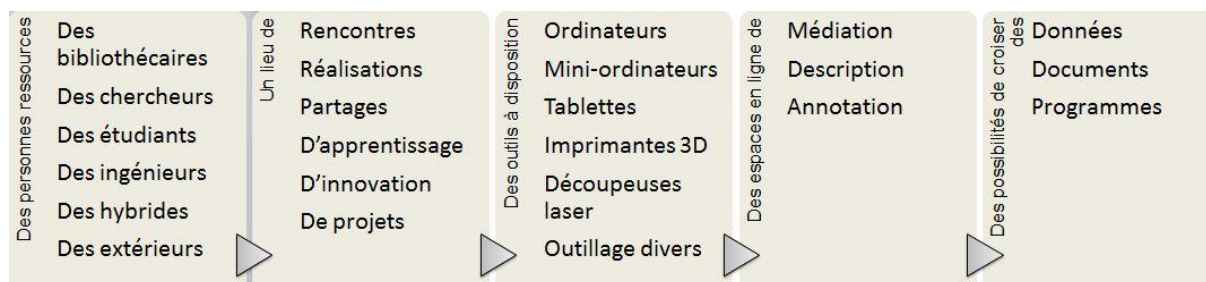 Des personnes ressources
Des
bibliothécaires
Des chercheurs
Des étudiants
Des ingénieurs
Des hybrides
Des extérieurs
Un lieu de
Rencontres
Réalisations
Partages
D'apprentissage
D'innovation
De projets
Des outils à disposition
Ordinateurs
Mini-ordinateurs
Tablettes
Imprimantes 3D
Découpeuses
laser
Outillage divers
Des espaces en ligne de
Médiation
Description
Annotation
Des possibilités de croiser
des
Données
Documents
Programmes